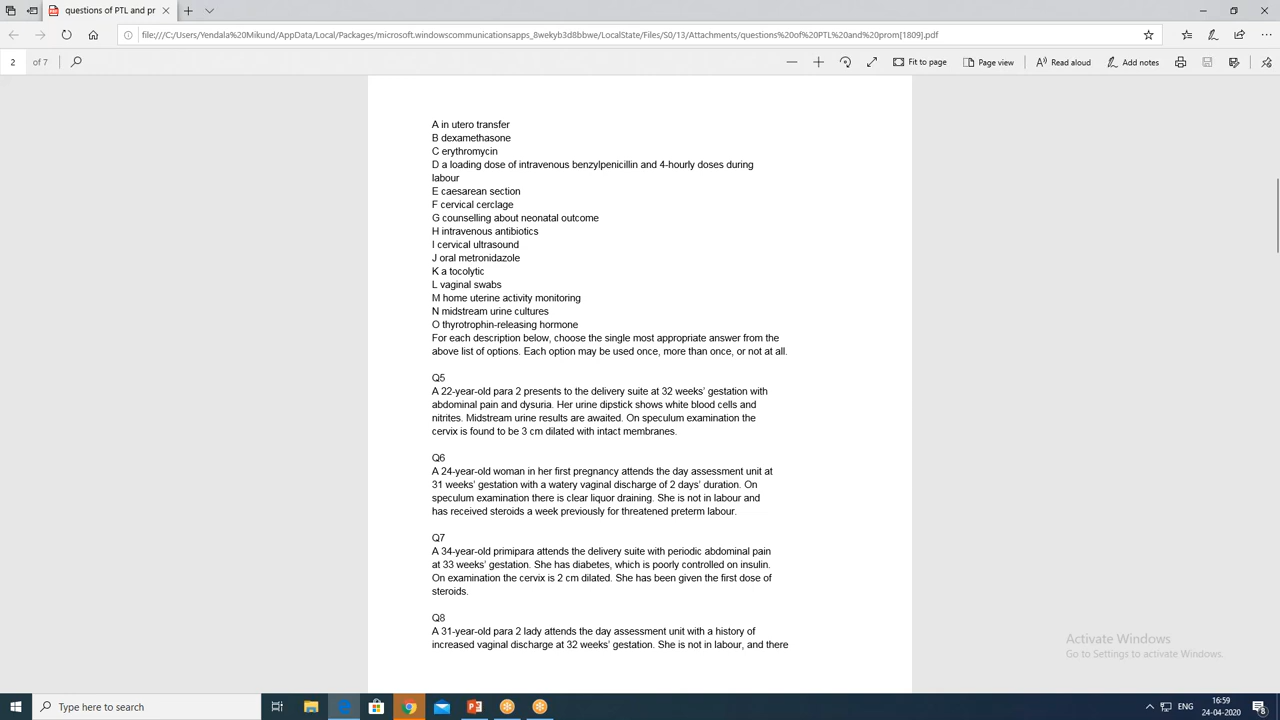 questions of PTL and pr
file:///C:/Users/Yendala%20Mikund/AppData/Local/Packages/microsoft.windowscommunicationsapps_8wekyb3d8bbwe/LocalState/Files/S0/13/Attachments/questions%20of%20PTL%20and%20prom[1809].pdf
2 of 7
Fit to page
Page view
Read aloud
Add notes
A in utero transfer
B dexamethasone
C erythromycin
D a loading dose of intravenous benzylpenicillin and 4-hourly doses during
labour
E caesarean section
F cervical cerclage
G counselling about neonatal outcome
H intravenous antibiotics
I cervical ultrasound
J oral metronidazole
K a tocolytic
L vaginal swabs
M home uterine activity monitoring
N midstream urine cultures
O thyrotrophin-releasing hormone
For each description below, choose the single most appropriate answer from the
above list of options. Each option may be used once, more than once, or not at all.
Q5
A 22-year-old para 2 presents to the delivery suite at 32 weeks' gestation with
abdominal pain and dysuria. Her urine dipstick shows white blood cells and
nitrites. Midstream urine results are awaited. On speculum examination the
cervix is found to be 3 cm dilated with intact membranes.
Q6
A 24-year-old woman in her first pregnancy attends the day assessment unit at
31 weeks' gestation with a watery vaginal discharge of 2 days' duration. On
speculum examination there is clear liquor draining. She is not in labour and
has received steroids a week previously for threatened preterm labour.
Q7
A 34-year-old primipara attends the delivery suite with periodic abdominal pain
at 33 weeks' gestation. She has diabetes, which is poorly controlled on insulin.
On examination the cervix is 2 cm dilated. She has been given the first dose of
steroids.
Q8
A 31-year-old para 2 lady attends the day assessment unit with a history of
increased vaginal discharge at 32 weeks' gestation. She is not in labour, and there
Activate Windows
Go to Settings to activate Windows.
Type here to search
ENG
16:59
24-04-2020